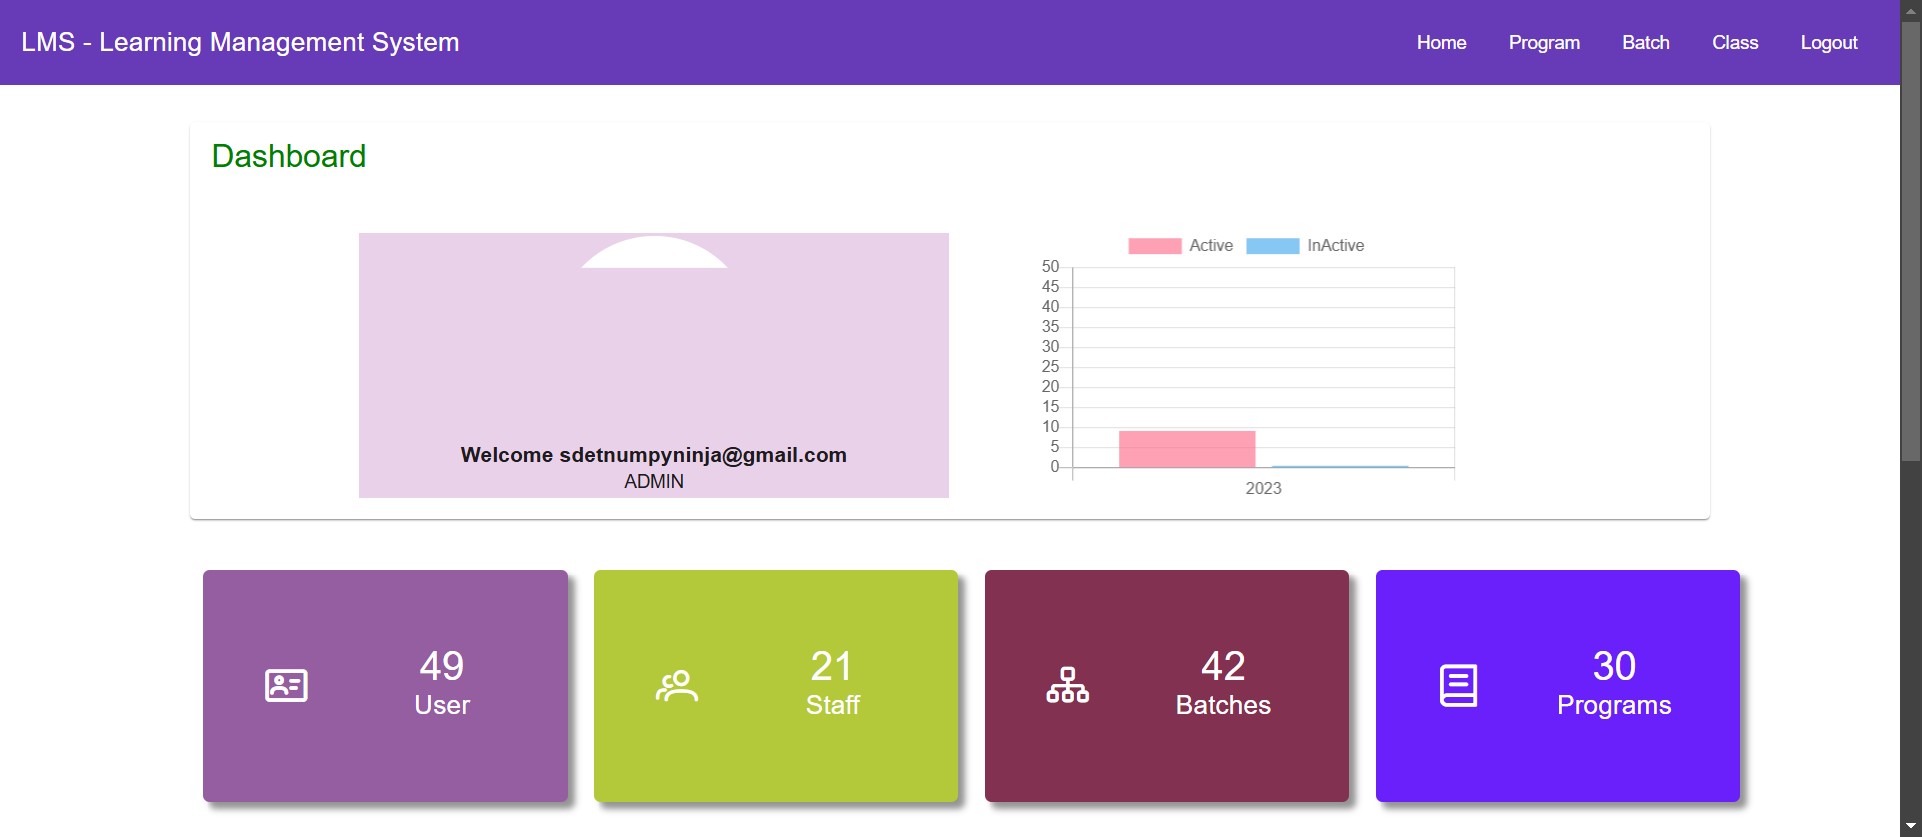 LMS - Learning Management System
Home Program Batch Class Logout
Dashboard
Welcome sdetnumpyninja@gmail.com
ADMIN
Active InActive
50
45
40
35
30
25
20
15
10
5
0
2023
49
User
21
Staff
42
Batches
30
Programs